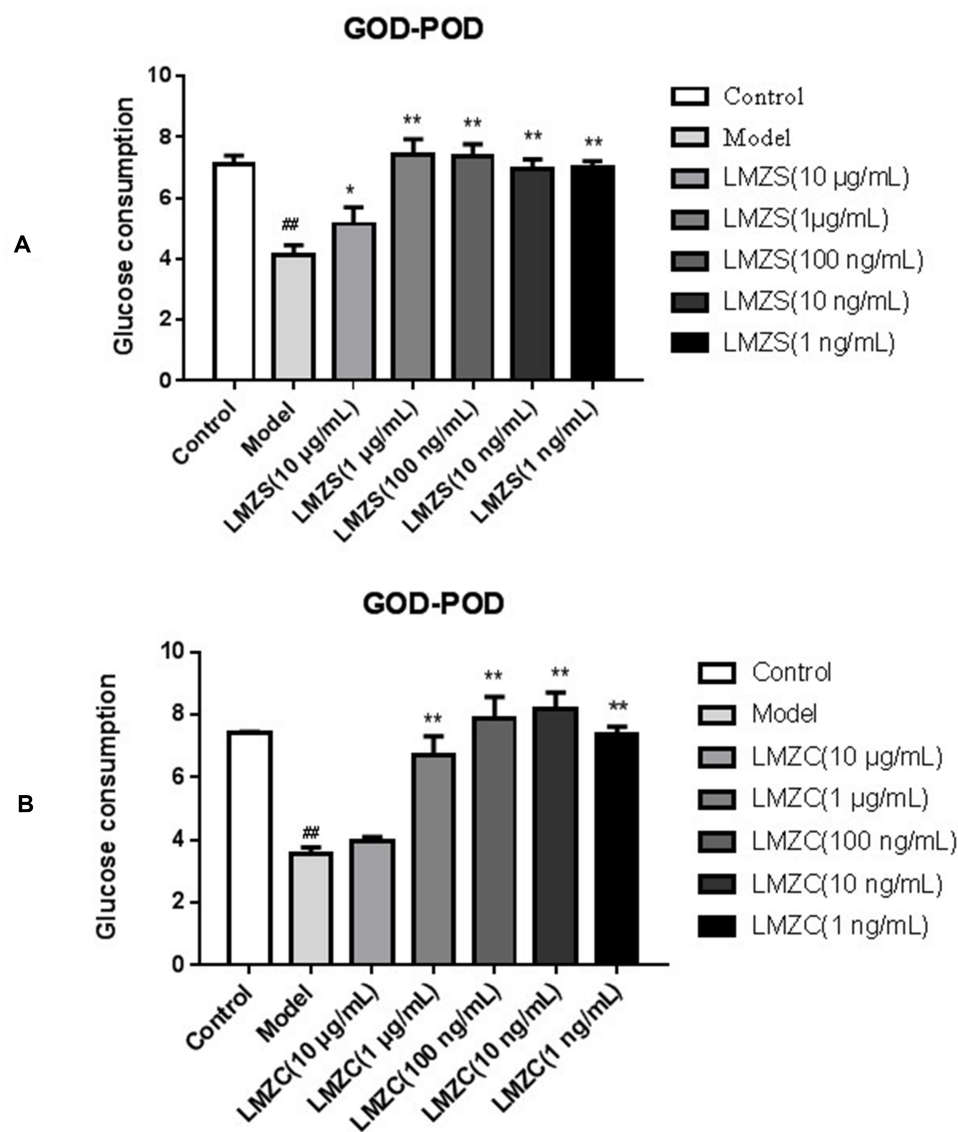 A
GOD-POD
Glucose consumption
10
8
6
4
2
0
##
*
**
**
**
**
Control
Model
LMZS(10 µg/mL)
LMZS(1 µg/mL)
LMZS(100 ng/mL)
LMZS(10 ng/mL)
LMZS(1 ng/mL)
Control
Model
LMZS(10 µg/mL)
LMZS(1µg/mL)
LMZS(100 ng/mL)
LMZS(10 ng/mL)
LMZS(1 ng/mL)
B
GOD-POD
Glucose consumption
10
8
6
4
2
0
##
**
**
**
**
Control
Model
LMZC(10 µg/mL)
LMZC(1 µg/mL)
LMZC(100 ng/mL)
LMZC(10 ng/mL)
LMZC(1 ng/mL)
Control
Model
LMZC(10 µg/mL)
LMZC(1 µg/mL)
LMZC(100 ng/mL)
LMZC(10 ng/mL)
LMZC(1 ng/mL)